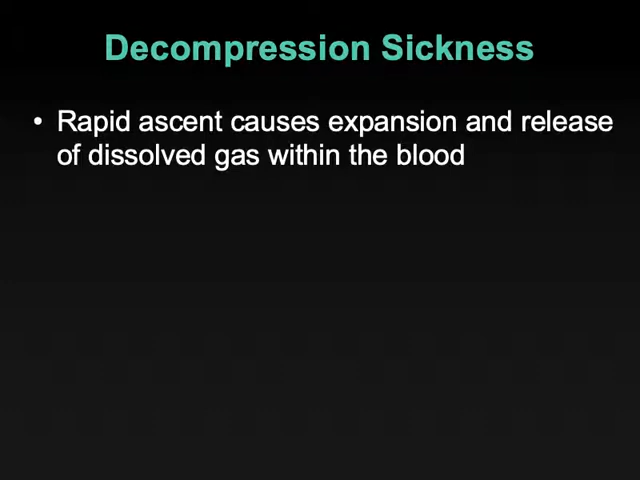 Decompression Sickness
• Rapid ascent causes expansion and release
of dissolved gas within the blood